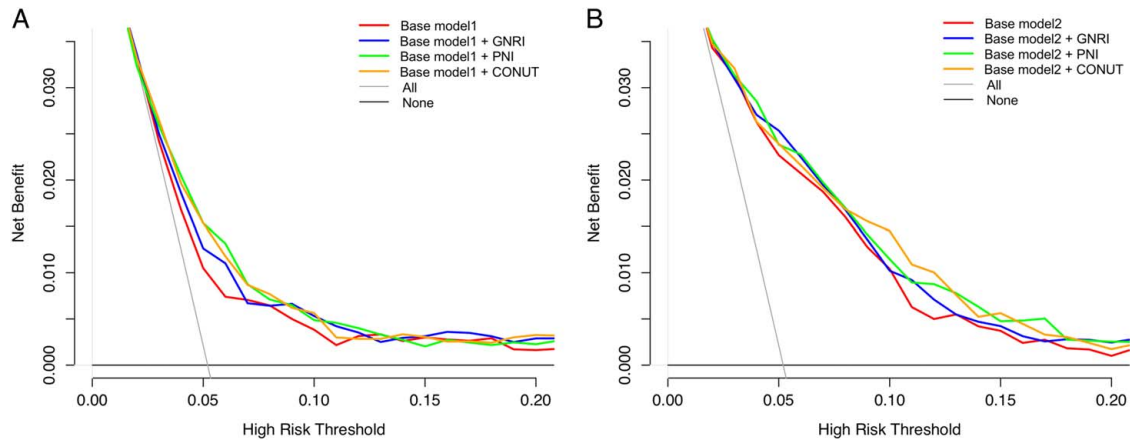 A
Base model1
Base model1 + GNRI
Base model1 + PNI
Base model1 + CONUT
All
None
Net Benefit
0.030
0.020
0.010
0.000
0.00 0.05 0.10 0.15 0.20
High Risk Threshold
B
Base model2
Base model2 + GNRI
Base model2 + PNI
Base model2 + CONUT
All
None
Net Benefit
0.030
0.020
0.010
0.000
0.00 0.05 0.10 0.15 0.20
High Risk Threshold